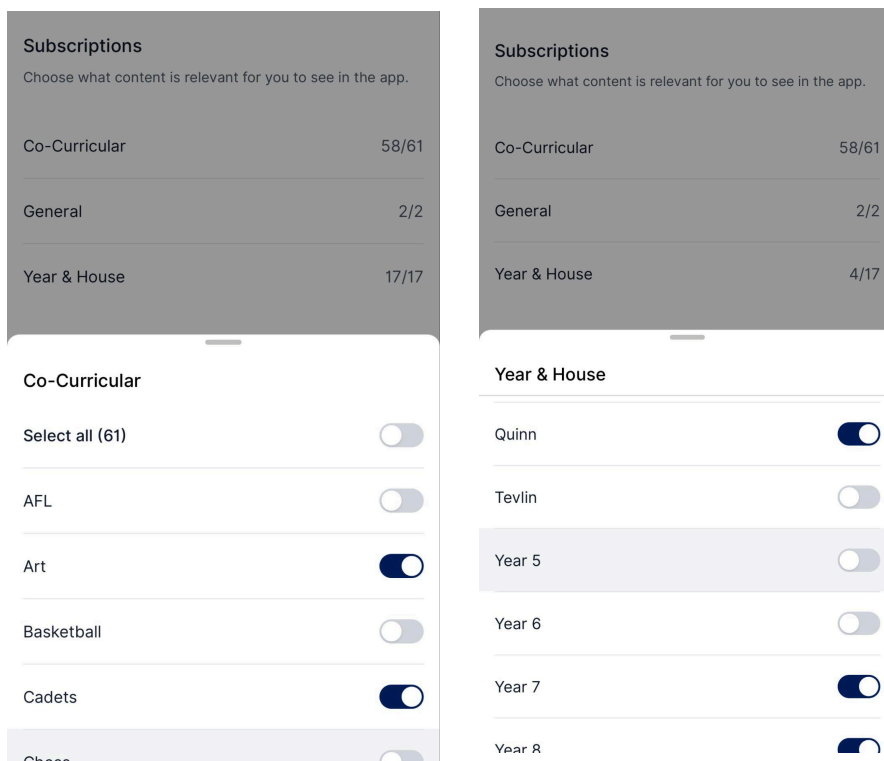 Subscriptions
Choose what content is relevant for you to see in the app.
Co-Curricular 58/61
General 2/2
Year & House 17/17
Co-Curricular
Select all (61)
AFL
Art
Basketball
Cadets
Chess
Subscriptions
Choose what content is relevant for you to see in the app.
Co-Curricular 58/61
General 2/2
Year & House 4/17
Year & House
Quinn
Tevlin
Year 5
Year 6
Year 7
Year 8